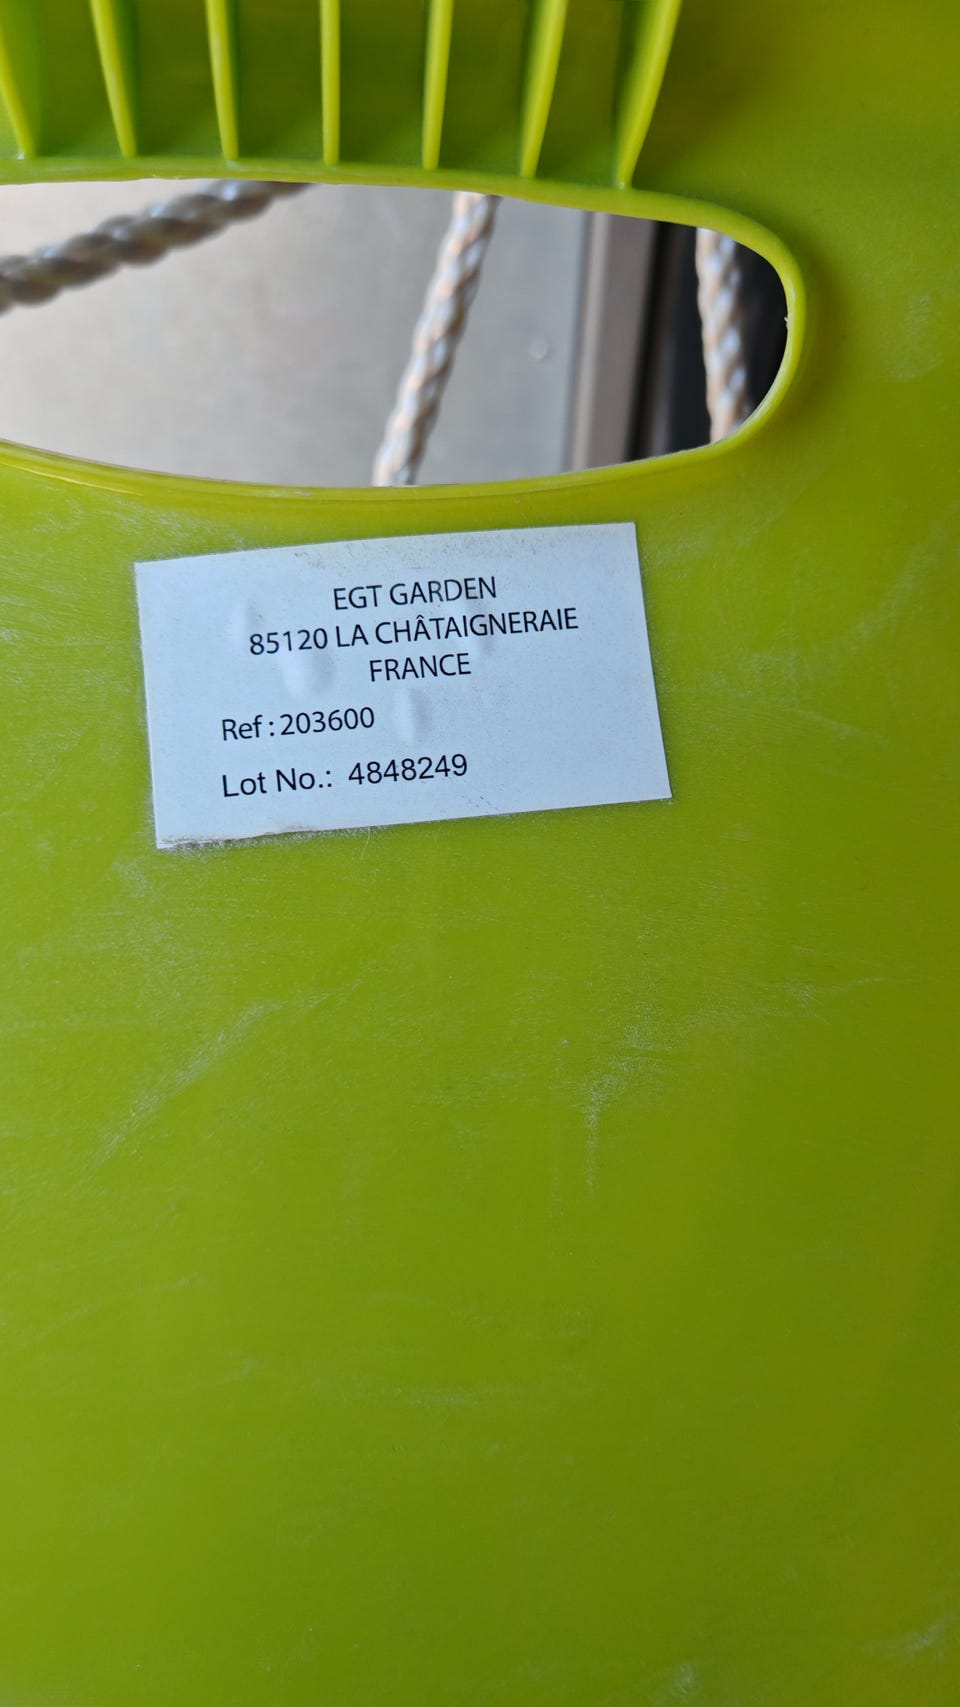 EGT GARDEN
85120 LA CHÂTAIGNERAIE
FRANCE
Ref : 203600
Lot No.: 4848249